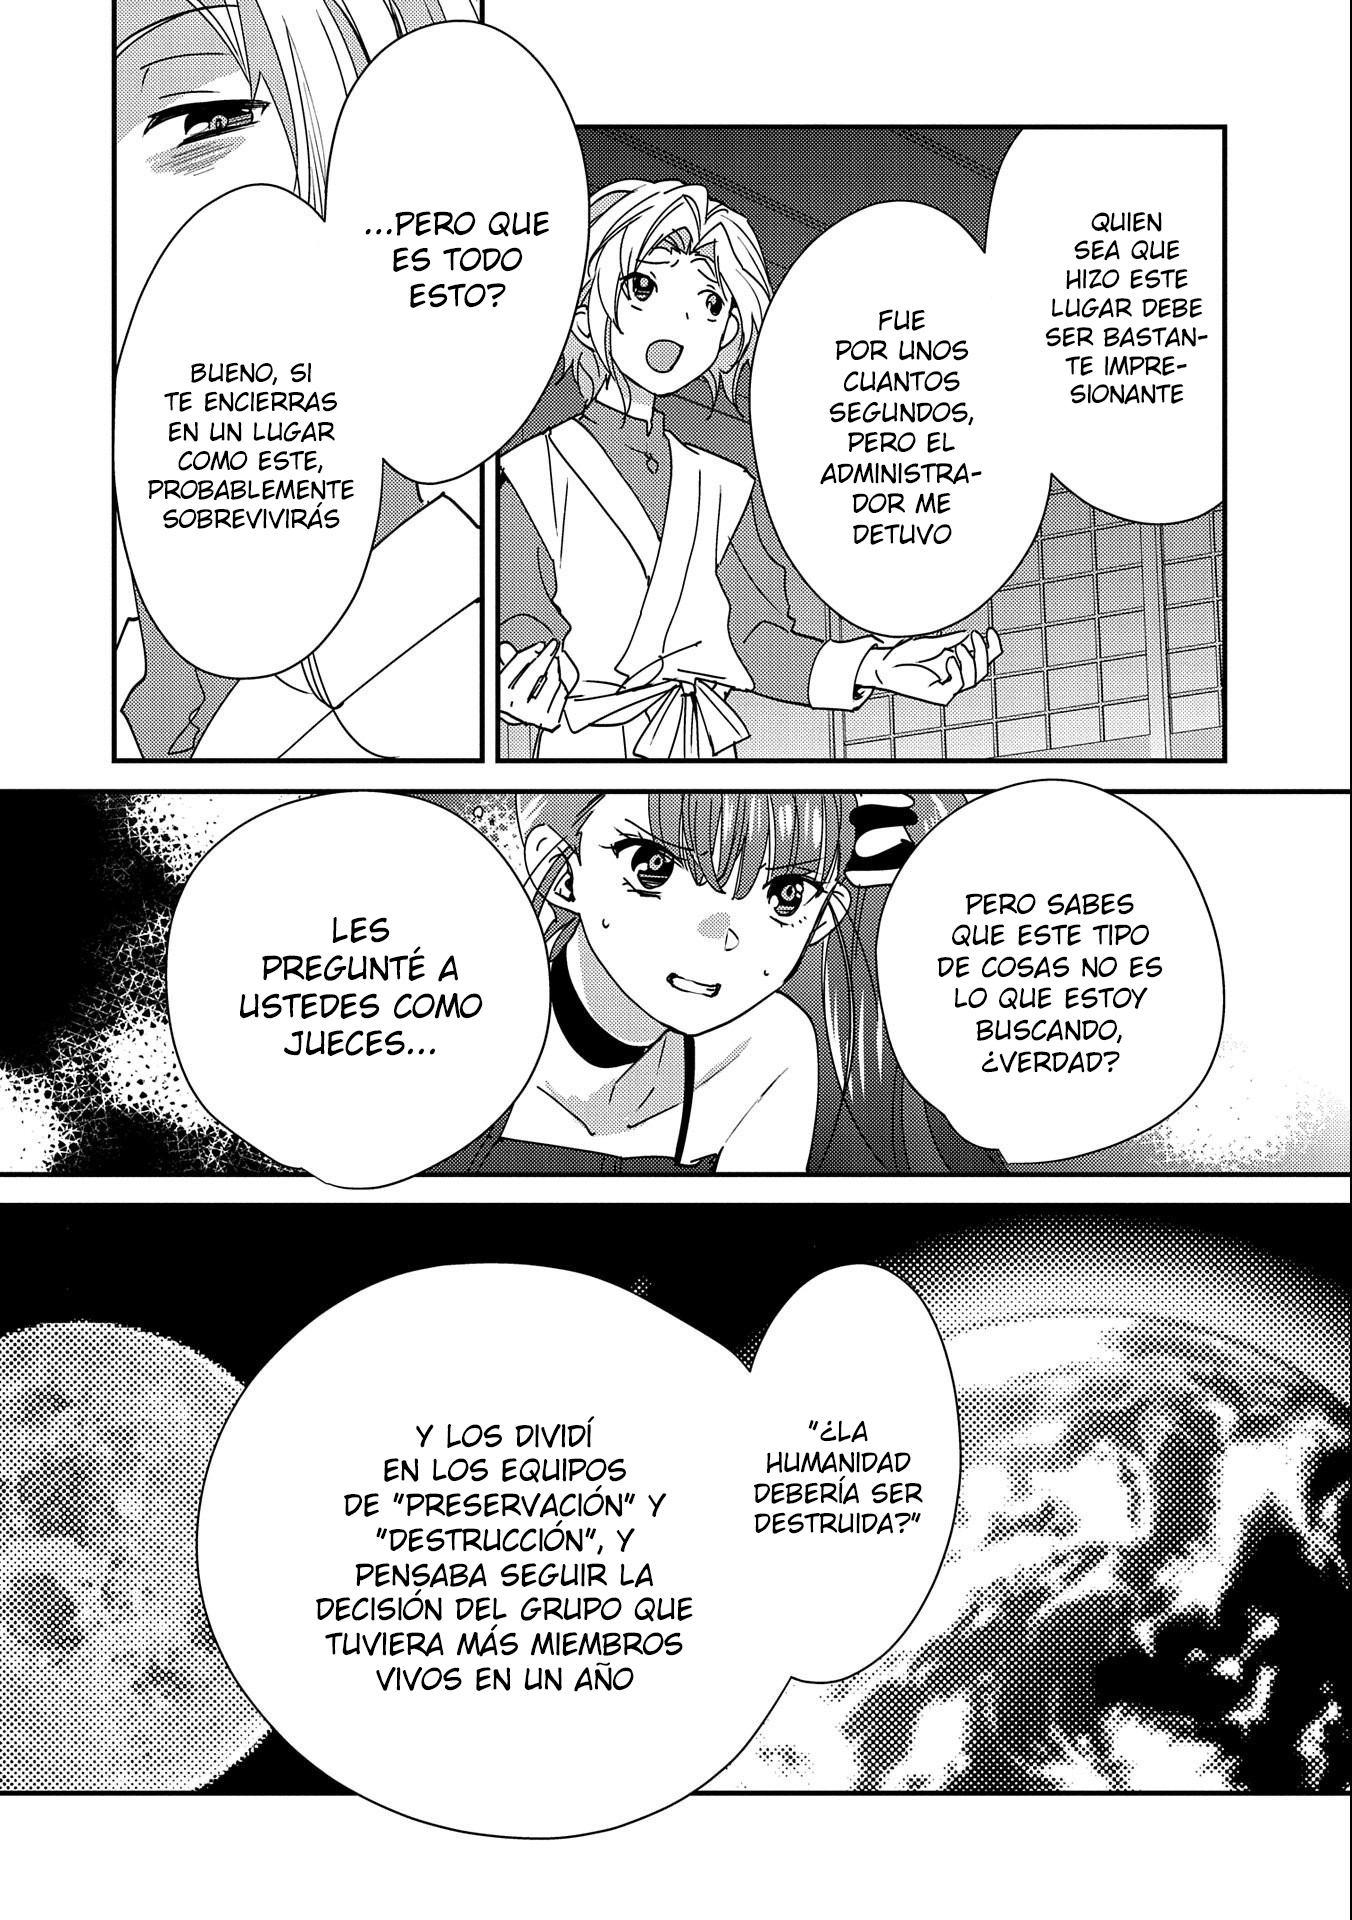 QUIEN
SEA QUE
HIZO ESTE
LUGAR DEBE
SER BASTAN-
TE IMPRE-
SIONANTE
FUE
POR UNOS
CUANTOS
SEGUNDOS,
PERO EL
ADMINISTRA-
DOR ME
DETUVO
...PERO QUE
ES TODO
ESTO?
BUENO, SI
TE ENCIERRAS
EN UN LUGAR
COMO ESTE,
PROBABLEMENTE
SOBREVIVIRÁS
PERO SABES
QUE ESTE TIPO
DE COSAS NO ES
LO QUE ESTOY
BUSCANDO,
¿VERDAD?
LES
PREGUNTÉ A
USTEDES COMO
JUECES...
"¿LA
HUMANIDAD
DEBERÍA SER
DESTRUIDA?"
Y LOS DIVIDÍ
EN LOS EQUIPOS
DE "PRESERVACIÓN" Y
"DESTRUCCIÓN", Y
PENSABA SEGUIR LA
DECISIÓN DEL GRUPO QUE
TUVIERA MÁS MIEMBROS
VIVOS EN UN AÑO